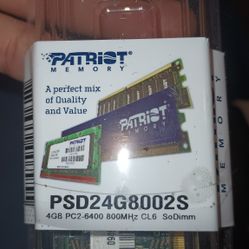 PATRIOT
MEMORY
A perfect mix
of Quality
and Value
PATRIOT
PSD24G8002S
4GB PC2-6400 800MHz CL6 SoDimm